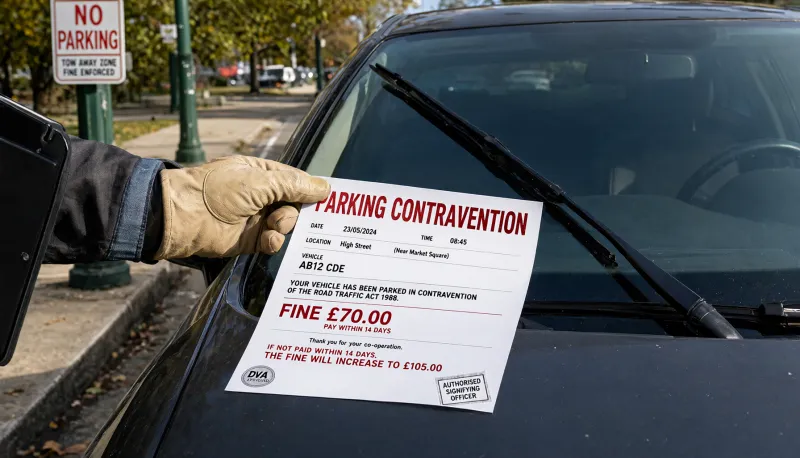 NO
PARKING
TOW AWAY ZONE
FINE ENFORCED
PARKING CONTRAVENTION
DATE 23/05/2024 TIME 08:45
LOCATION High Street (Near Market Square)
VEHICLE
AB12 CDE
YOUR VEHICLE HAS BEEN PARKED IN CONTRAVENTION
OF THE ROAD TRAFFIC ACT 1988.
FINE £70.00
PAY WITHIN 14 DAYS
Thank you for your co-operation.
IF NOT PAID WITHIN 14 DAYS,
THE FINE WILL INCREASE TO £105.00
DVA
AUTHORISED
SIGNIFYING
OFFICER